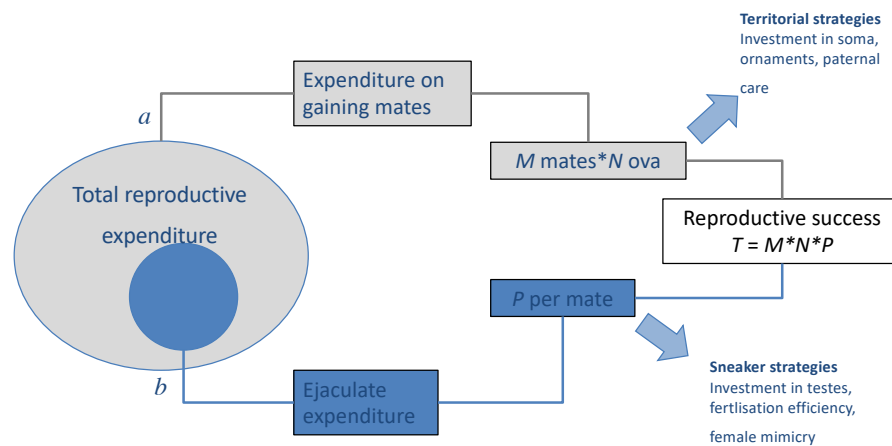 Territorial strategies
Investment in soma,
ornaments, paternal
care
Expenditure on
gaining mates
a
M mates*N ova
Total reproductive
expenditure
Reproductive success
T = M*N*P
P per mate
Sneaker strategies
Investment in testes,
fertlisation efficiency,
female mimicry
b
Ejaculate
expenditure